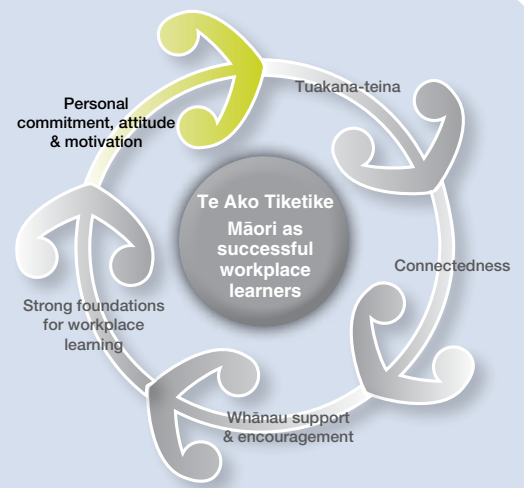 Personal
commitment, attitude
& motivation
Tuakana-teina
Te Ako Tiketike
Māori as
successful
workplace
learners
Connectedness
Strong foundations
for workplace
learning
Whānau support
& encouragement